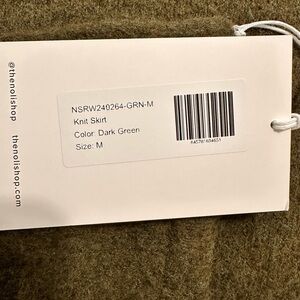 @thenolishop
thenolishop.com
NSRW240264-GRN-M
Knit Skirt
Color: Dark Green
Size: M